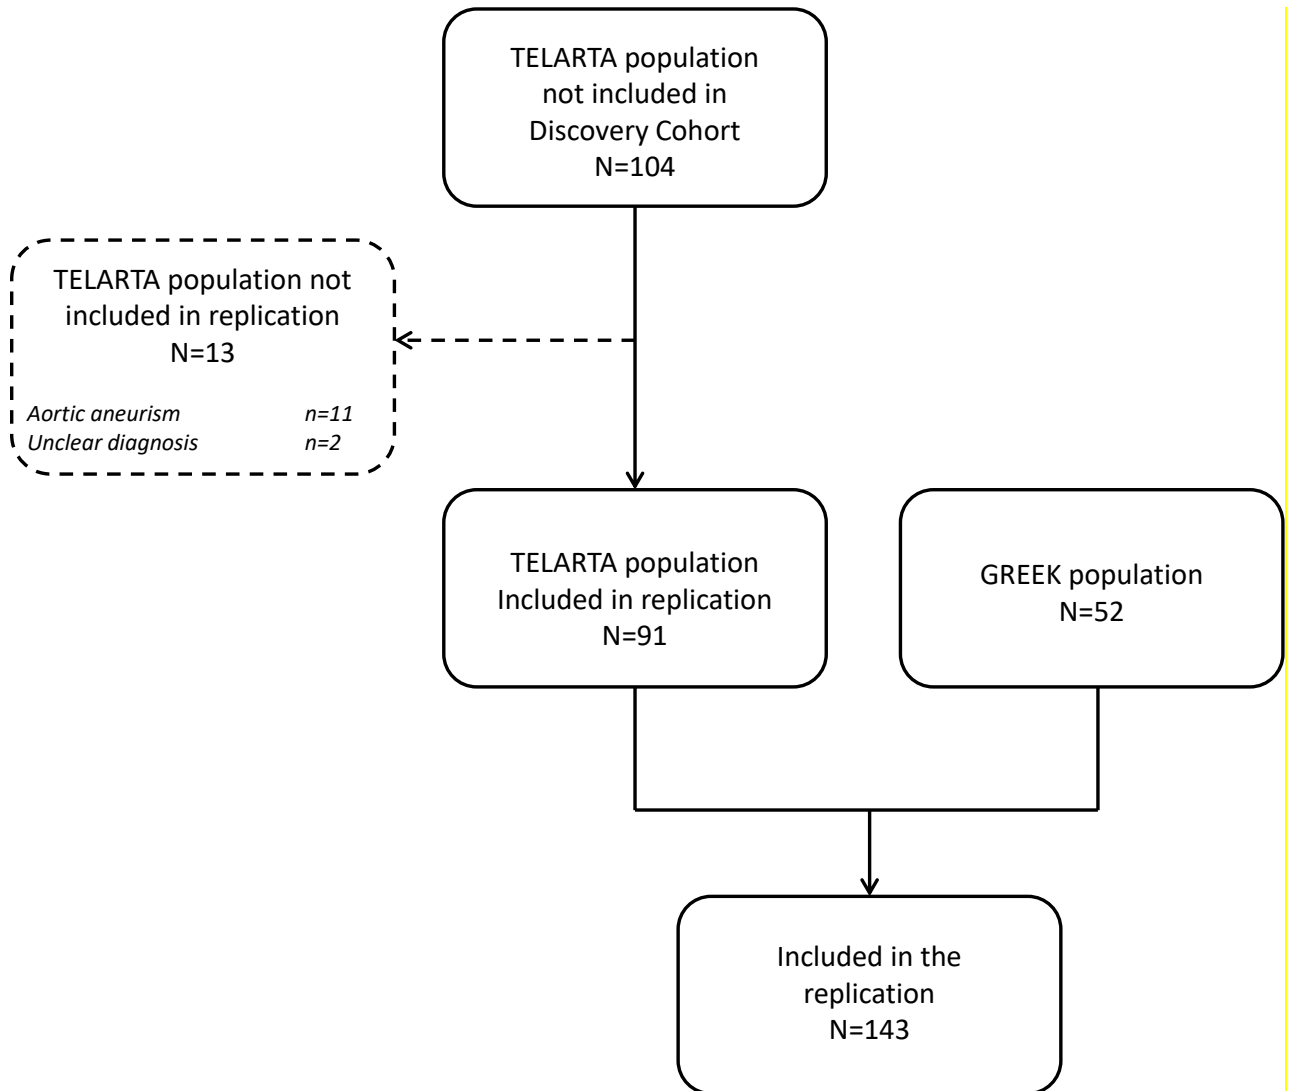 TELARTA population
not included in
Discovery Cohort
N=104
TELARTA population not
included in replication
N=13
Aortic aneurism n=11
Unclear diagnosis n=2
TELARTA population
Included in replication
N=91
GREEK population
N=52
Included in the
replication
N=143